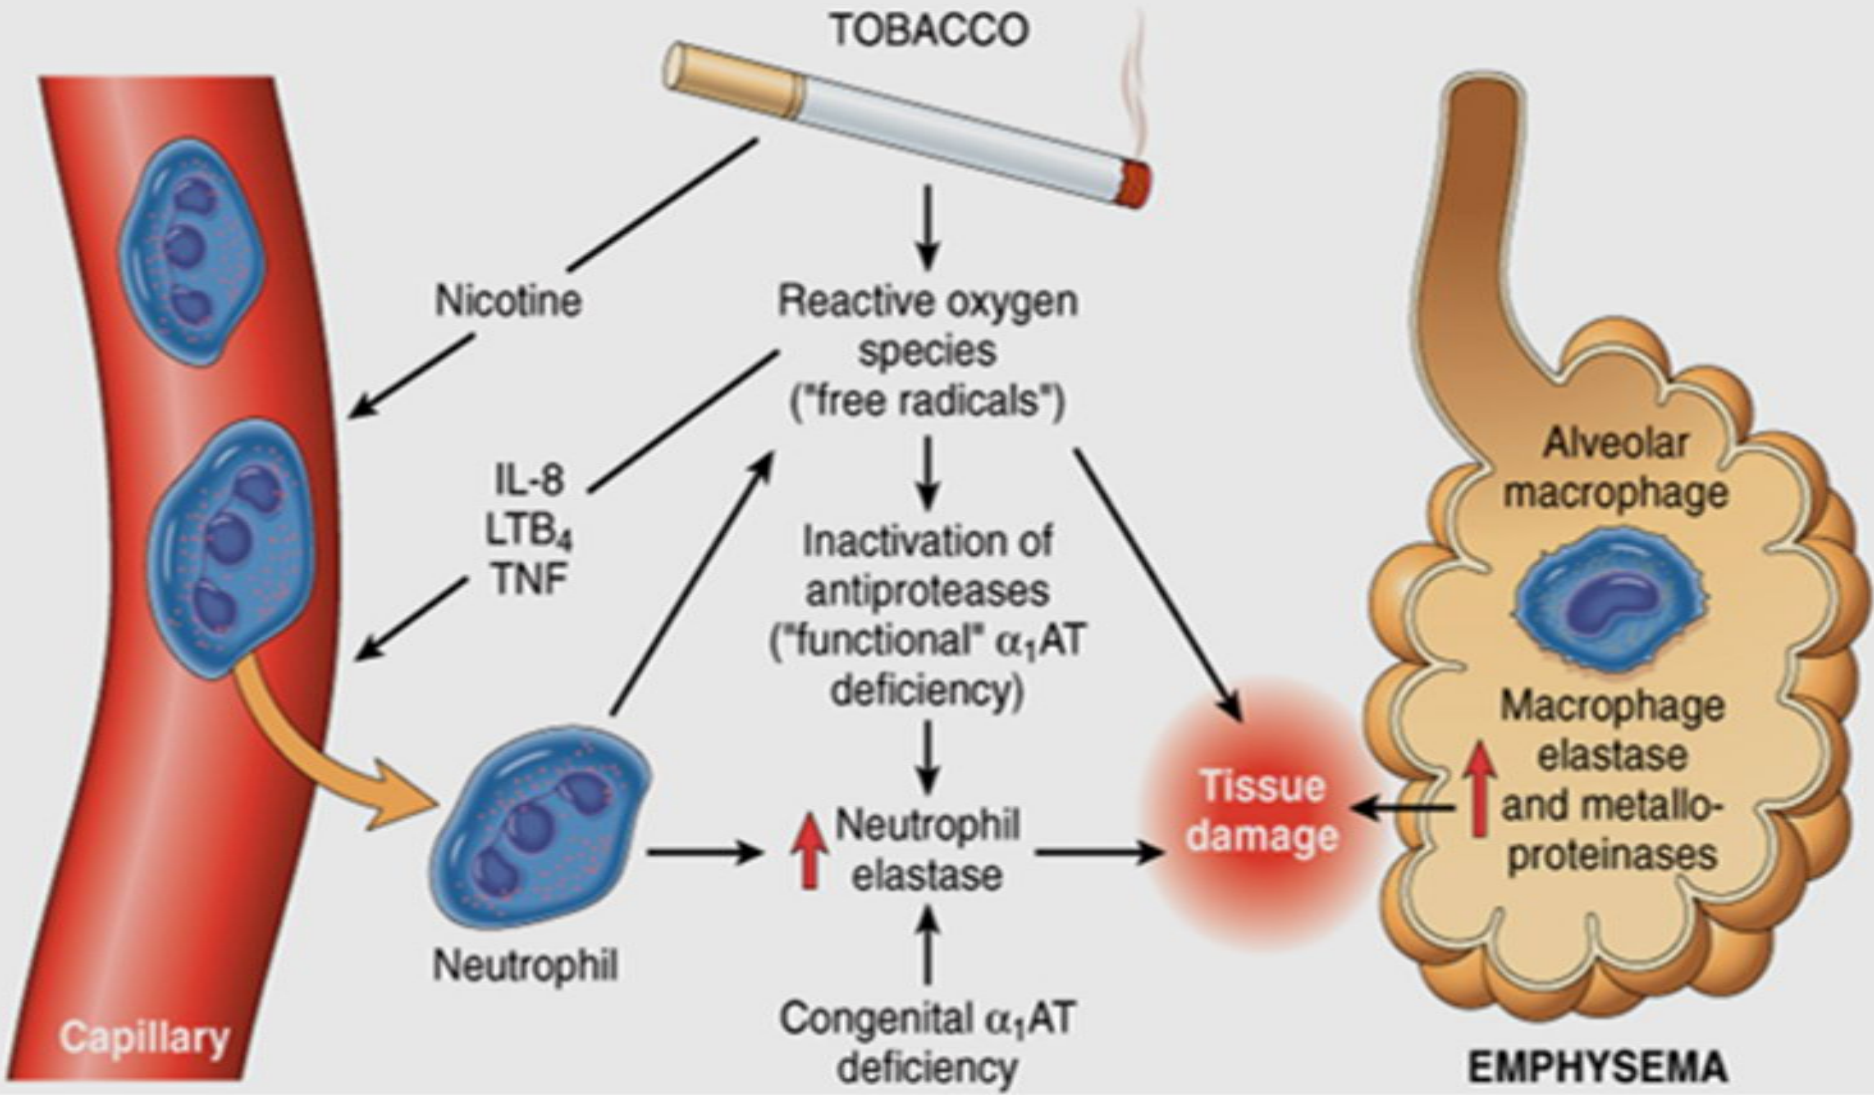 TOBACCO
Nicotine
Reactive oxygen
species
("free radicals")
IL-8
LTB₄
TNF
Inactivation of
antiproteases
("functional" α₁AT
deficiency)
Neutrophil
elastase
Neutrophil
Congenital α₁AT
deficiency
Capillary
Tissue
damage
Alveolar
macrophage
Macrophage
elastase
and metallo-
proteinases
EMPHYSEMA